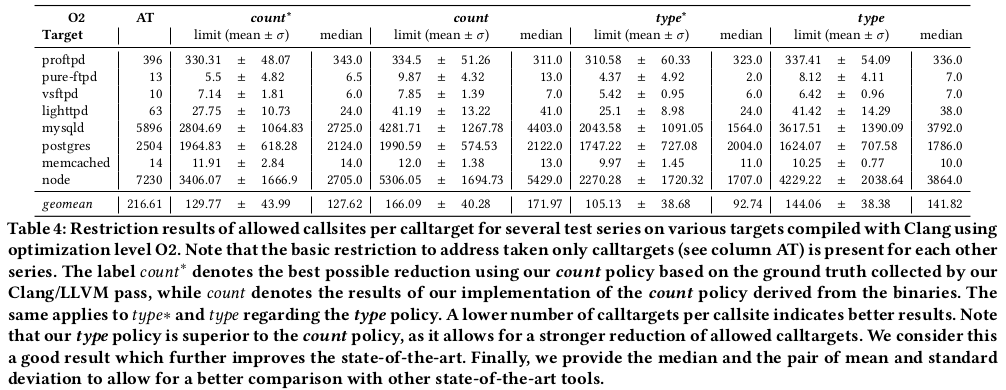 O2 AT count* count type* type
Target limit (mean ± σ) median limit (mean ± σ) median limit (mean ± σ) median limit (mean ± σ) median
proftpd 396 330.31 ± 48.07 343.0 334.5 ± 51.26 311.0 310.58 ± 60.33 323.0 337.41 ± 54.09 336.0
pure-ftpd 13 5.5 ± 4.82 6.5 9.87 ± 4.32 13.0 4.37 ± 4.92 2.0 8.12 ± 4.11 7.0
vsftpd 10 7.14 ± 1.81 6.0 7.85 ± 1.39 7.0 5.42 ± 0.95 6.0 6.42 ± 0.96 7.0
lighttpd 63 27.75 ± 10.73 24.0 41.19 ± 13.22 41.0 25.1 ± 8.98 24.0 41.42 ± 14.29 38.0
mysqld 5896 2804.69 ± 1064.83 2725.0 4281.71 ± 1267.78 4403.0 2043.58 ± 1091.05 1564.0 3617.51 ± 1390.09 3792.0
postgres 2504 1964.83 ± 618.28 2124.0 1990.59 ± 574.53 2122.0 1747.22 ± 727.08 2004.0 1624.07 ± 707.58 1786.0
memcached 14 11.91 ± 2.84 14.0 12.0 ± 1.38 13.0 9.97 ± 1.45 11.0 10.25 ± 0.77 10.0
node 7230 3406.07 ± 1666.9 2705.0 5306.05 ± 1694.73 5429.0 2270.28 ± 1720.32 1707.0 4229.22 ± 2038.64 3864.0
geomean 216.61 129.77 ± 43.99 127.62 166.09 ± 40.28 171.97 105.13 ± 38.68 92.74 144.06 ± 38.38 141.82
Table 4: Restriction results of allowed callsites per calltarget for several test series on various targets compiled with Clang using
optimization level O2. Note that the basic restriction to address taken only calltargets (see column AT) is present for each other
series. The label count* denotes the best possible reduction using our count policy based on the ground truth collected by our
Clang/LLVM pass, while count denotes the results of our implementation of the count policy derived from the binaries. The
same applies to type∗ and type regarding the type policy. A lower number of calltargets per callsite indicates better results. Note
that our type policy is superior to the count policy, as it allows for a stronger reduction of allowed calltargets. We consider this
a good result which further improves the state-of-the-art. Finally, we provide the median and the pair of mean and standard
deviation to allow for a better comparison with other state-of-the-art tools.